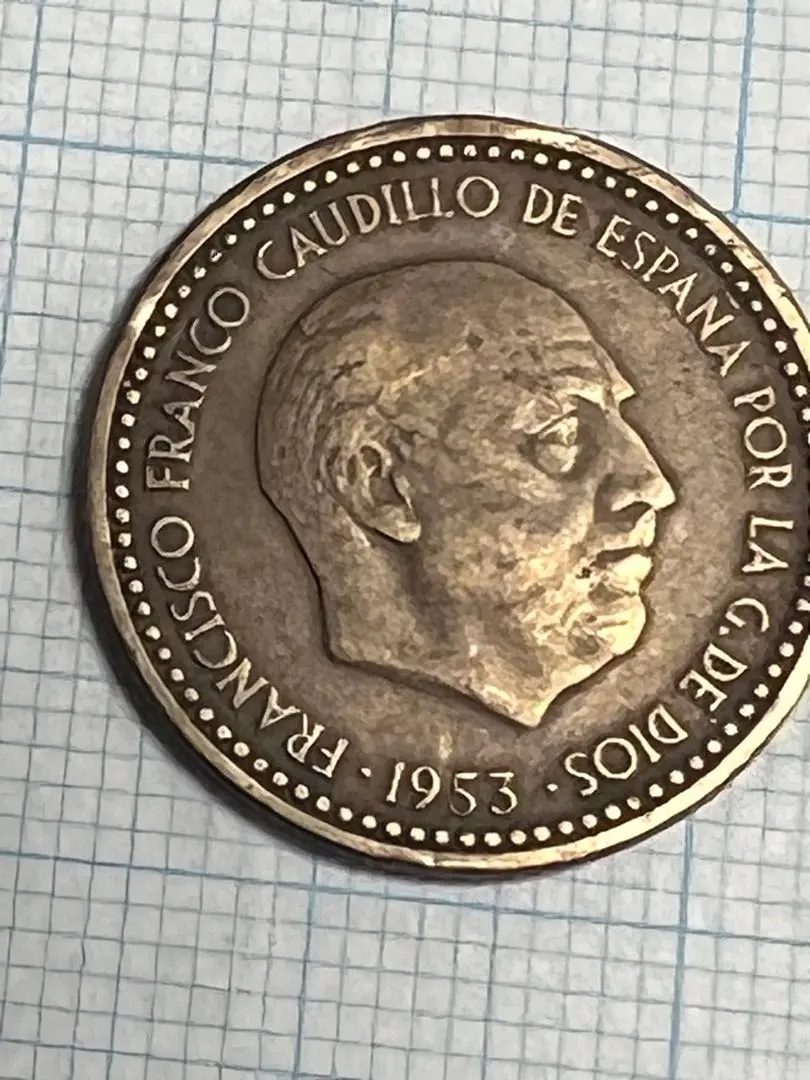 FRANCISCO FRANCO CAUDILLO DE ESPAÑA POR LA G. DE DIOS
· 1953 ·